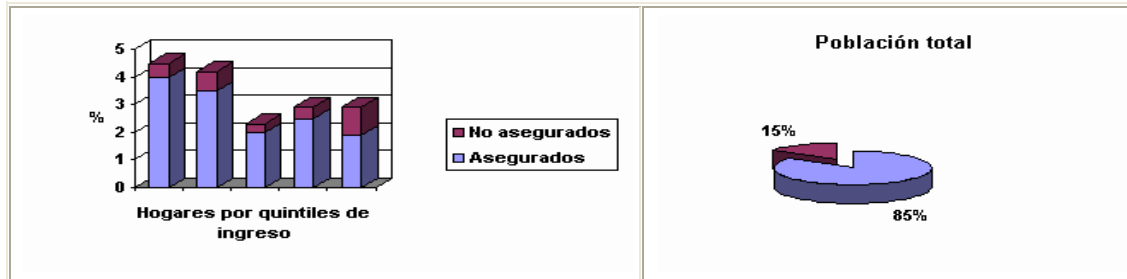 5
4
3
%
2
1
0
Hogares por quintiles de
ingreso
No asegurados
Asegurados
Población total
15%
85%